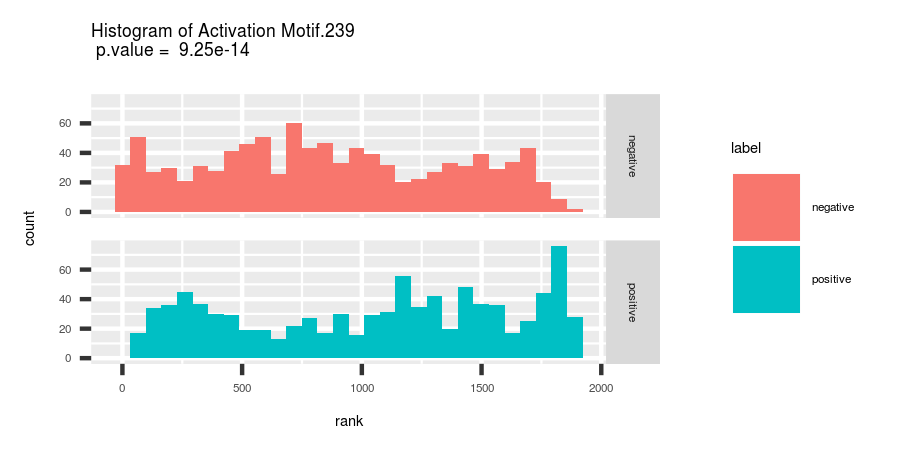 Histogram of Activation Motif.239
p.value =  9.25e-14
60
40
20
0
negative
60
40
20
0
positive
0
500
1000
1500
2000
count
rank
label
negative
positive